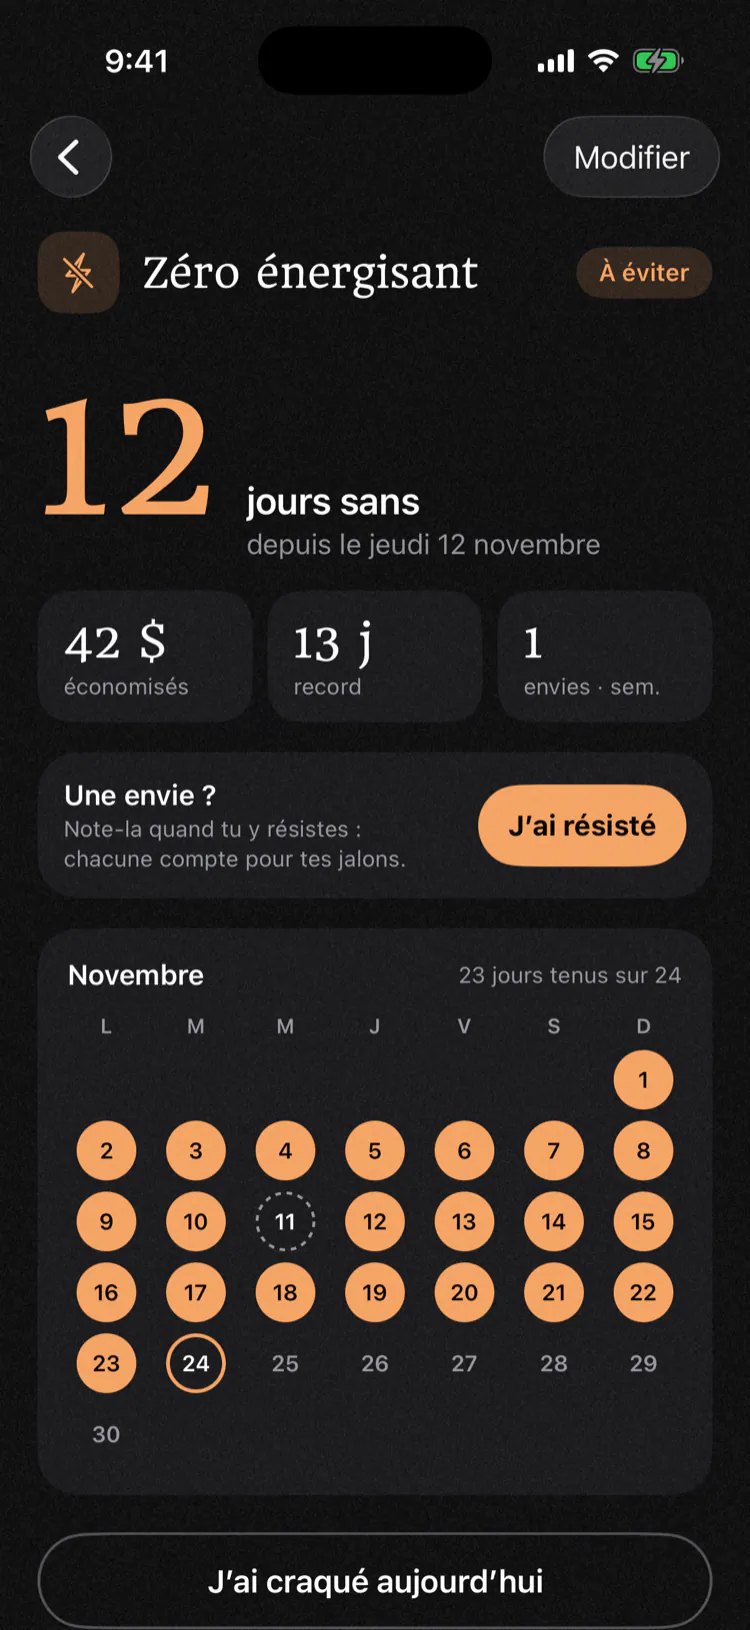 9:41
Modifier
Zéro énergisant
À éviter
12
jours sans
depuis le jeudi 12 novembre
42 $
économisés
13 j
record
1
envies · sem.
Une envie ?
Note-la quand tu y résistes :
chacune compte pour tes jalons.
J’ai résisté
Novembre
23 jours tenus sur 24
L M M J V S D
1
2 3 4 5 6 7 8
9 10 11 12 13 14 15
16 17 18 19 20 21 22
23 24 25 26 27 28 29
30
J’ai craqué aujourd’hui